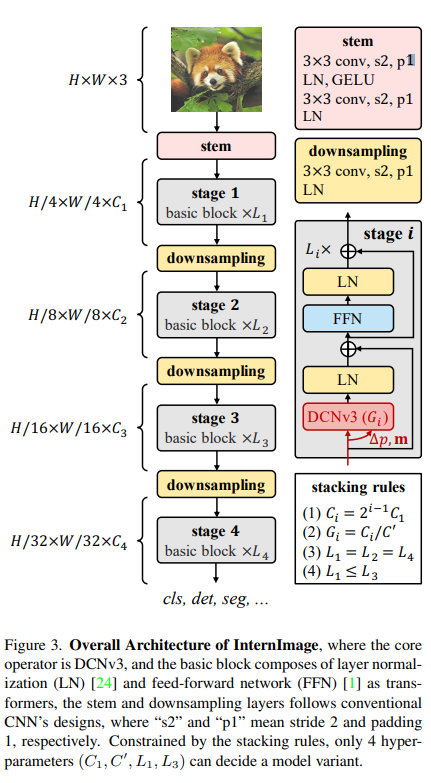 H×W×3
stem
3×3 conv, s2, p1
LN, GELU
3×3 conv, s2, p1
LN
stem
downsampling
3×3 conv, s2, p1
LN
H/4×W/4×C₁
stage 1
basic block ×L₁
downsampling
H/8×W/8×C₂
stage 2
basic block ×L₂
downsampling
H/16×W/16×C₃
stage 3
basic block ×L₃
downsampling
H/32×W/32×C₄
stage 4
basic block ×L₄
cls, det, seg, …
stage i
Lᵢ×
LN
FFN
LN
DCNv3 (Gᵢ)
Δp, m
stacking rules
(1) Cᵢ = 2ⁱ⁻¹C₁
(2) Gᵢ = Cᵢ/C′
(3) L₁ = L₂ = L₄
(4) L₁ ≤ L₃
Figure 3. Overall Architecture of InternImage, where the core
operator is DCNv3, and the basic block composes of layer normal-
ization (LN) [24] and feed-forward network (FFN) [1] as trans-
formers, the stem and downsampling layers follows conventional
CNN's designs, where “s2” and “p1” mean stride 2 and padding
1, respectively. Constrained by the stacking rules, only 4 hyper-
parameters (C₁, C′, L₁, L₃) can decide a model variant.